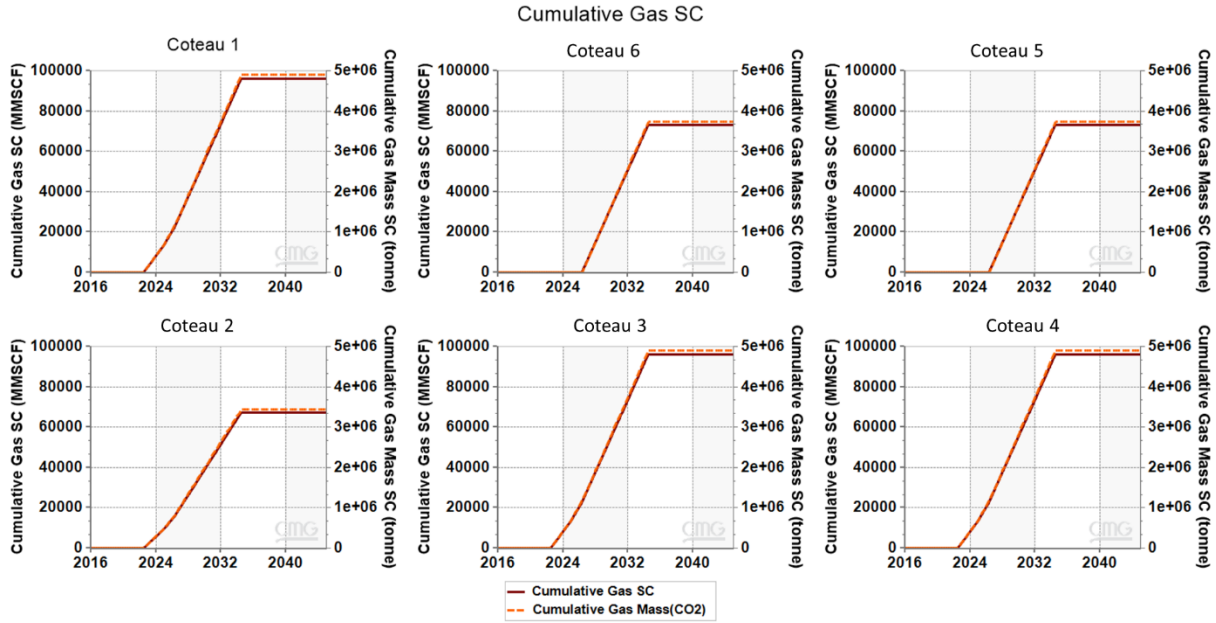 Cumulative Gas SC
Coteau 1
Cumulative Gas SC (MMSCF)
100000
80000
60000
40000
20000
0
5e+06
4e+06
3e+06
2e+06
1e+06
0
Cumulative Gas Mass SC (tonne)
2016 2024 2032 2040
CMG
Coteau 6
Cumulative Gas SC (MMSCF)
100000
80000
60000
40000
20000
0
5e+06
4e+06
3e+06
2e+06
1e+06
0
Cumulative Gas Mass SC (tonne)
2016 2024 2032 2040
CMG
Coteau 5
Cumulative Gas SC (MMSCF)
100000
80000
60000
40000
20000
0
5e+06
4e+06
3e+06
2e+06
1e+06
0
Cumulative Gas Mass SC (tonne)
2016 2024 2032 2040
CMG
Coteau 2
Cumulative Gas SC (MMSCF)
100000
80000
60000
40000
20000
0
5e+06
4e+06
3e+06
2e+06
1e+06
0
Cumulative Gas Mass SC (tonne)
2016 2024 2032 2040
CMG
Coteau 3
Cumulative Gas SC (MMSCF)
100000
80000
60000
40000
20000
0
5e+06
4e+06
3e+06
2e+06
1e+06
0
Cumulative Gas Mass SC (tonne)
2016 2024 2032 2040
CMG
Coteau 4
Cumulative Gas SC (MMSCF)
100000
80000
60000
40000
20000
0
5e+06
4e+06
3e+06
2e+06
1e+06
0
Cumulative Gas Mass SC (tonne)
2016 2024 2032 2040
CMG
Cumulative Gas SC
Cumulative Gas Mass(CO2)